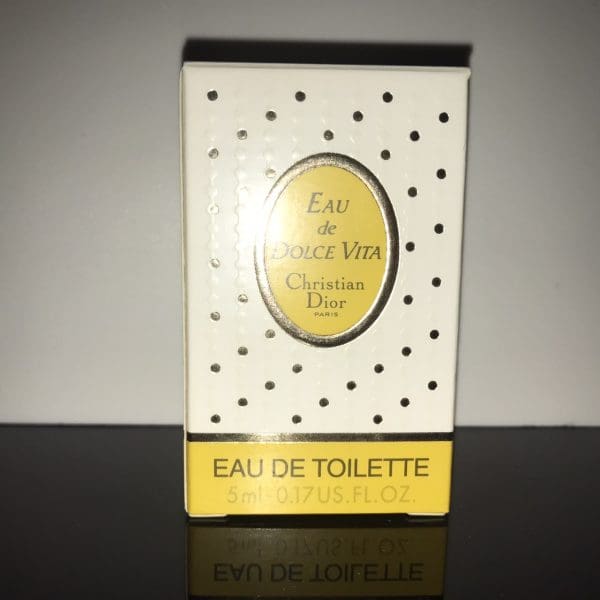 EAU
de
DOLCE VITA
Christian
Dior
PARIS
EAU DE TOILETTE
5ml-0.17US.FL.OZ.